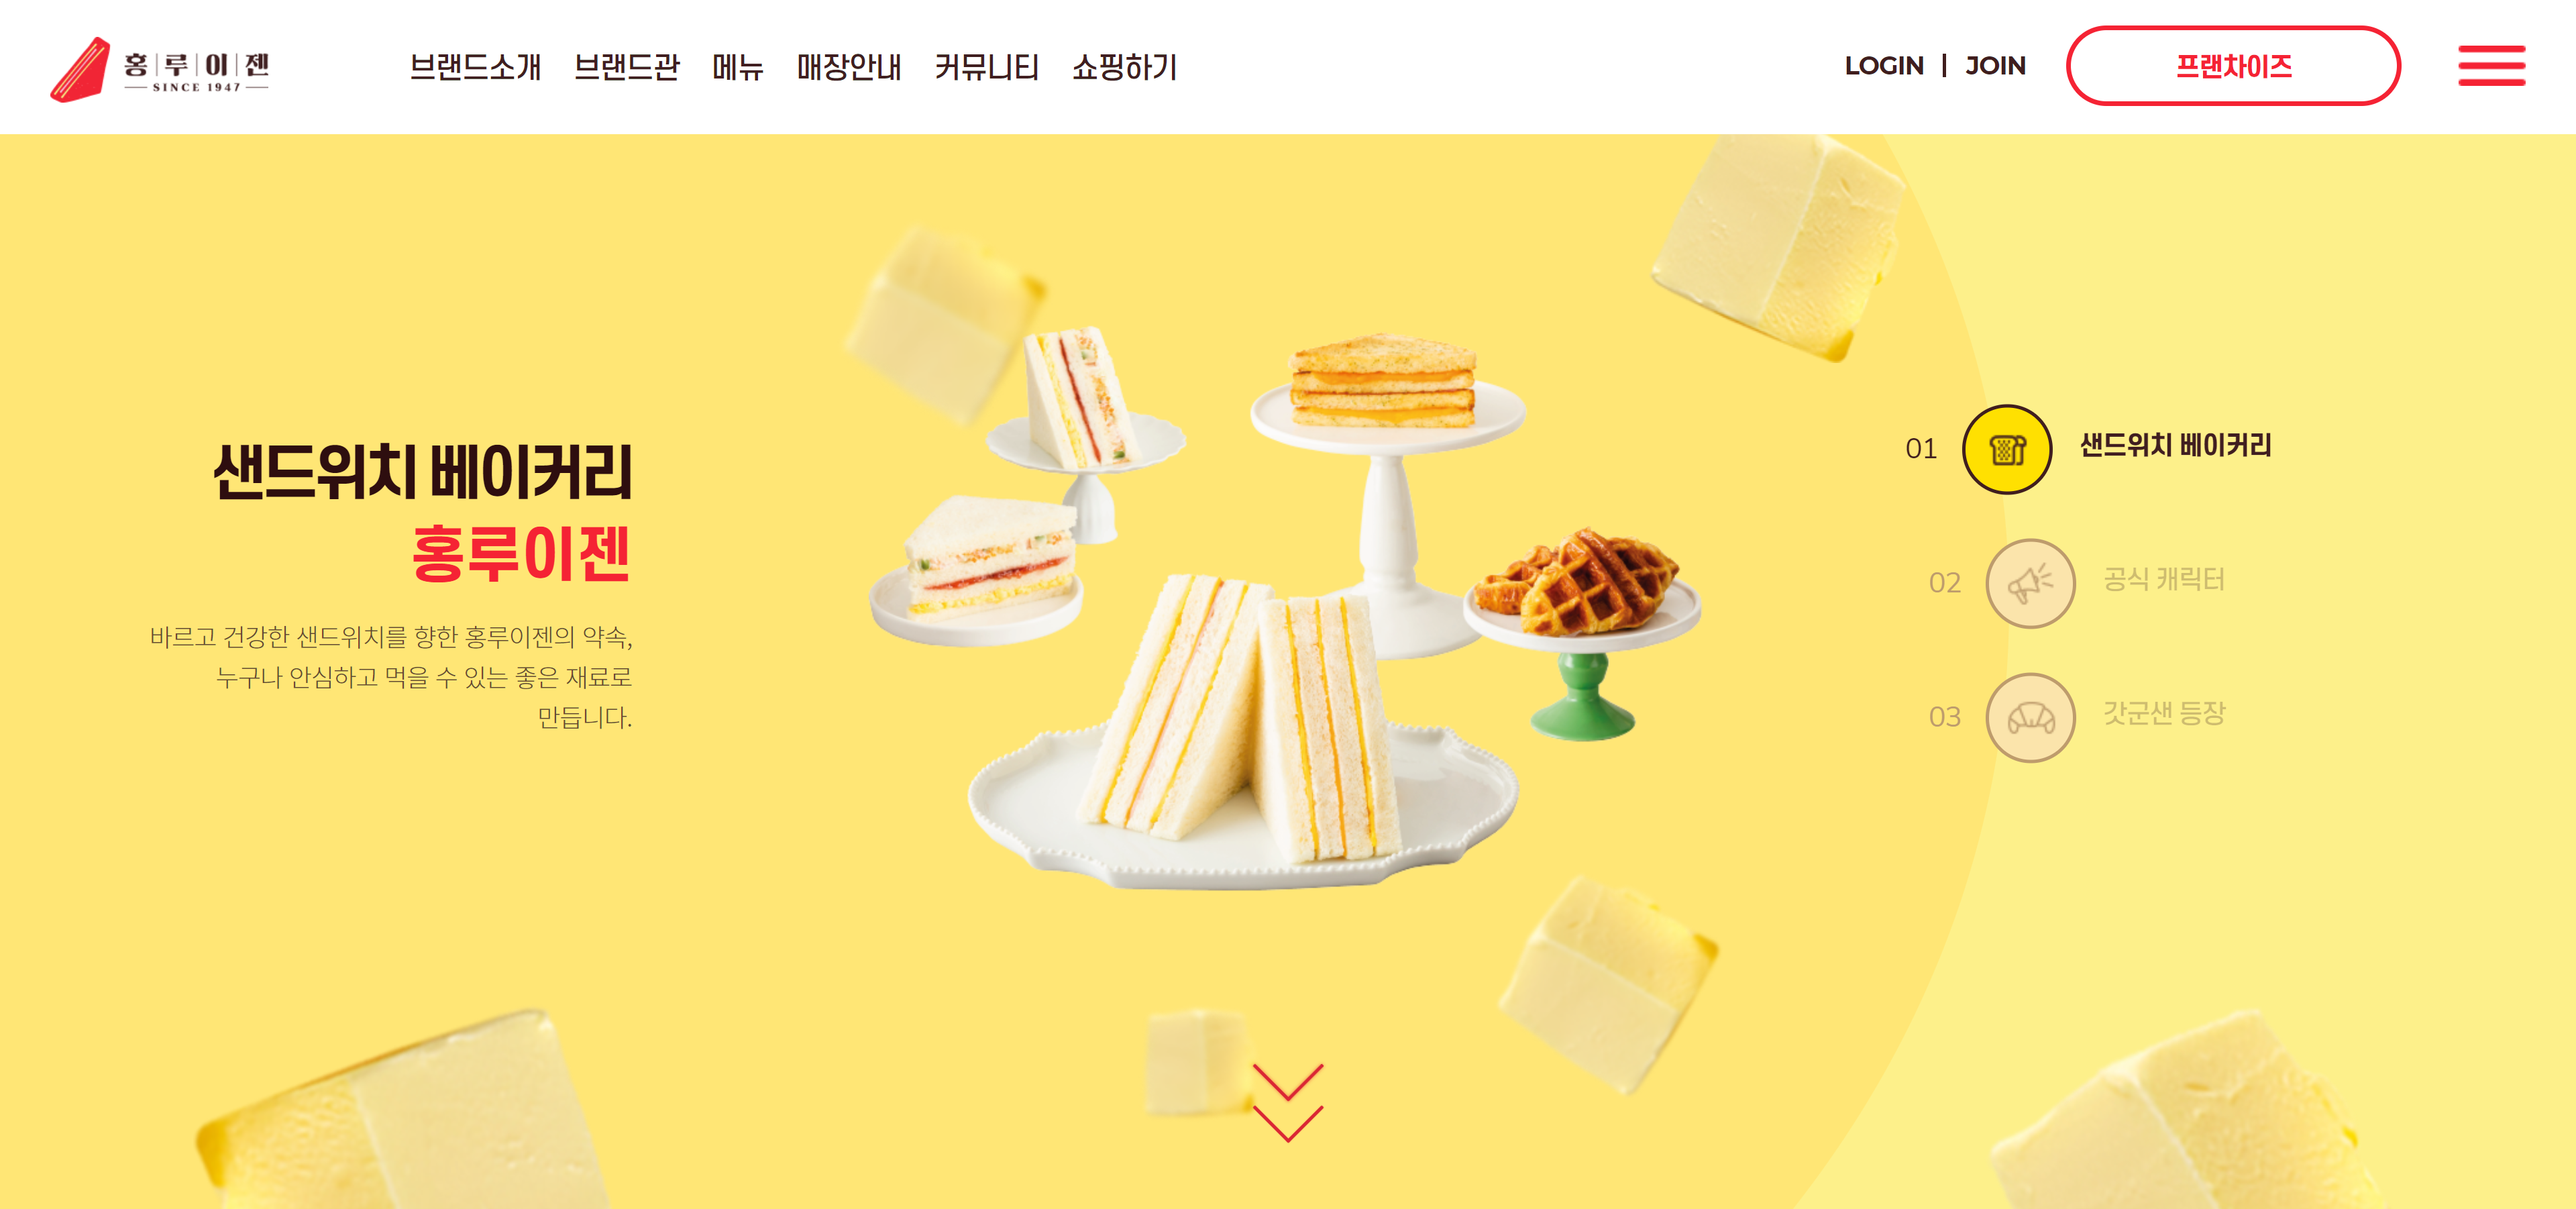 홍루이젠
SINCE 1947
브랜드소개 브랜드관 메뉴 매장안내 커뮤니티 쇼핑하기
LOGIN | JOIN
프랜차이즈
샌드위치 베이커리
홍루이젠
바르고 건강한 샌드위치를 향한 홍루이젠의 약속,
누구나 안심하고 먹을 수 있는 좋은 재료로
만듭니다.
01 샌드위치 베이커리
02 공식 캐릭터
03 갓군샌 등장